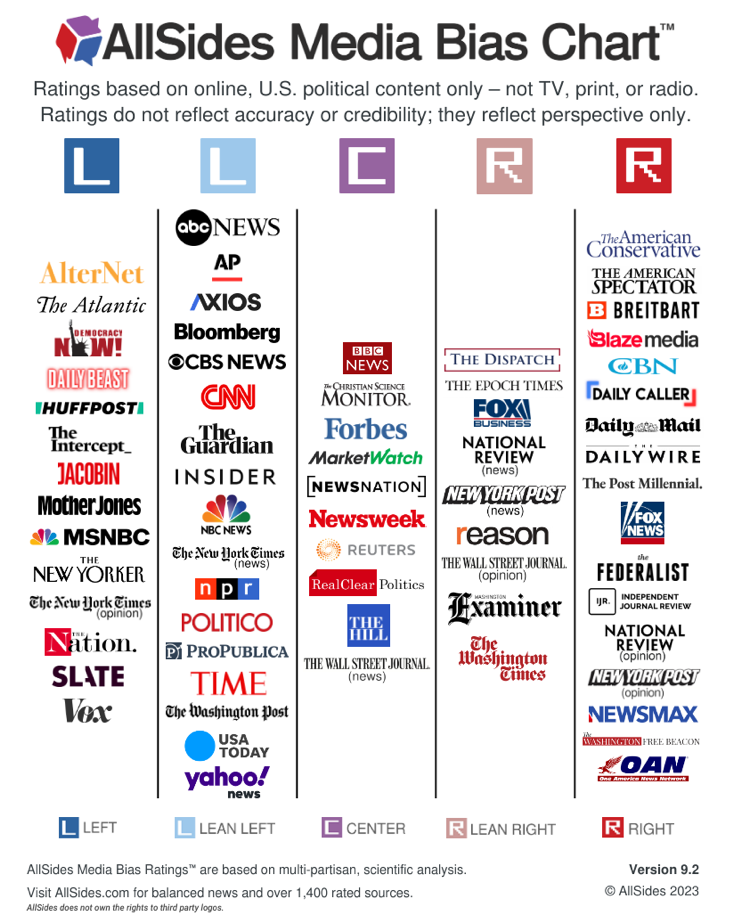 AllSides Media Bias Chart™
Ratings based on online, U.S. political content only – not TV, print, or radio.
Ratings do not reflect accuracy or credibility; they reflect perspective only.
L
L
C
R
R
AlterNet
The Atlantic
DEMOCRACY
NOW!
DAILY BEAST
HUFFPOST
The
Intercept_
JACOBIN
Mother Jones
MSNBC
THE
NEW YORKER
The New York Times
(opinion)
THE
Nation.
SLATE
Vox
abc NEWS
AP
AXIOS
Bloomberg
CBS NEWS
CNN
The
Guardian
INSIDER
NBC NEWS
The New York Times
(news)
npr
POLITICO
PROPUBLICA
TIME
The Washington Post
USA
TODAY
yahoo!
news
BBC
NEWS
The CHRISTIAN SCIENCE
MONITOR
Forbes
MarketWatch
NEWSNATION
Newsweek
REUTERS
RealClear Politics
THE
HILL
THE WALL STREET JOURNAL.
(news)
THE DISPATCH
THE EPOCH TIMES
FOX
BUSINESS
NATIONAL
REVIEW
(news)
NEW YORK POST
(news)
reason
THE WALL STREET JOURNAL.
(opinion)
WASHINGTON
Examiner
The
Washington
Times
The American
Conservative
THE AMERICAN
SPECTATOR
B BREITBART
Blaze media
CBN
DAILY CALLER
Daily Mail
THE
DAILY WIRE
The Post Millennial.
FOX
NEWS
the
FEDERALIST
IJR. INDEPENDENT
JOURNAL REVIEW
NATIONAL
REVIEW
(opinion)
NEW YORK POST
(opinion)
NEWSMAX
The
WASHINGTON FREE BEACON
OAN
One America News Network
L LEFT
L LEAN LEFT
C CENTER
R LEAN RIGHT
R RIGHT
AllSides Media Bias Ratings™ are based on multi-partisan, scientific analysis.
Version 9.2
Visit AllSides.com for balanced news and over 1,400 rated sources.
© AllSides 2023
AllSides does not own the rights to third party logos.